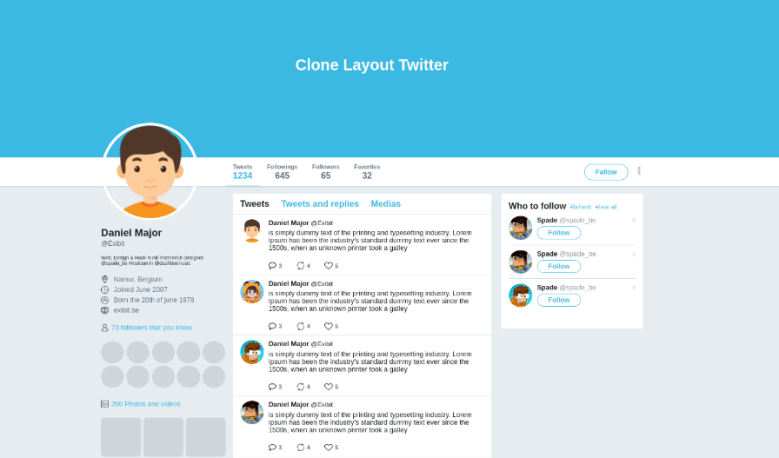 Clone Layout Twitter
Tweets Followings Followers Favorites
1234 645 65 32
Follow
Daniel Major
@Exibit
Namur, Belgium
Joined June 2007
Born the 20th of june 1979
exibit.be
73 followers that you know
256 Photos and videos
Tweets Tweets and replies Medias
Daniel Major @Exibit
is simply dummy text of the printing and typesetting industry. Lorem
Ipsum has been the industry's standard dummy text ever since the
1500s, when an unknown printer took a galley
3 4 5
Daniel Major @Exibit
is simply dummy text of the printing and typesetting industry. Lorem
Ipsum has been the industry's standard dummy text ever since the
1500s, when an unknown printer took a galley
3 4 5
Daniel Major @Exibit
is simply dummy text of the printing and typesetting industry. Lorem
Ipsum has been the industry's standard dummy text ever since the
1500s, when an unknown printer took a galley
3 4 5
Daniel Major @Exibit
is simply dummy text of the printing and typesetting industry. Lorem
Ipsum has been the industry's standard dummy text ever since the
1500s, when an unknown printer took a galley
3 4 5
Who to follow
Spade @spade_be
Follow
Spade @spade_be
Follow
Spade @spade_be
Follow